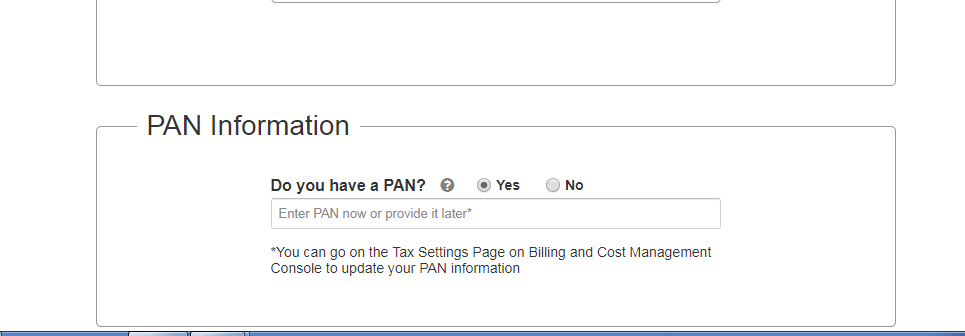 PAN Information
Do you have a PAN? ? Yes No
Enter PAN now or provide it later*
*You can go on the Tax Settings Page on Billing and Cost Management
Console to update your PAN information